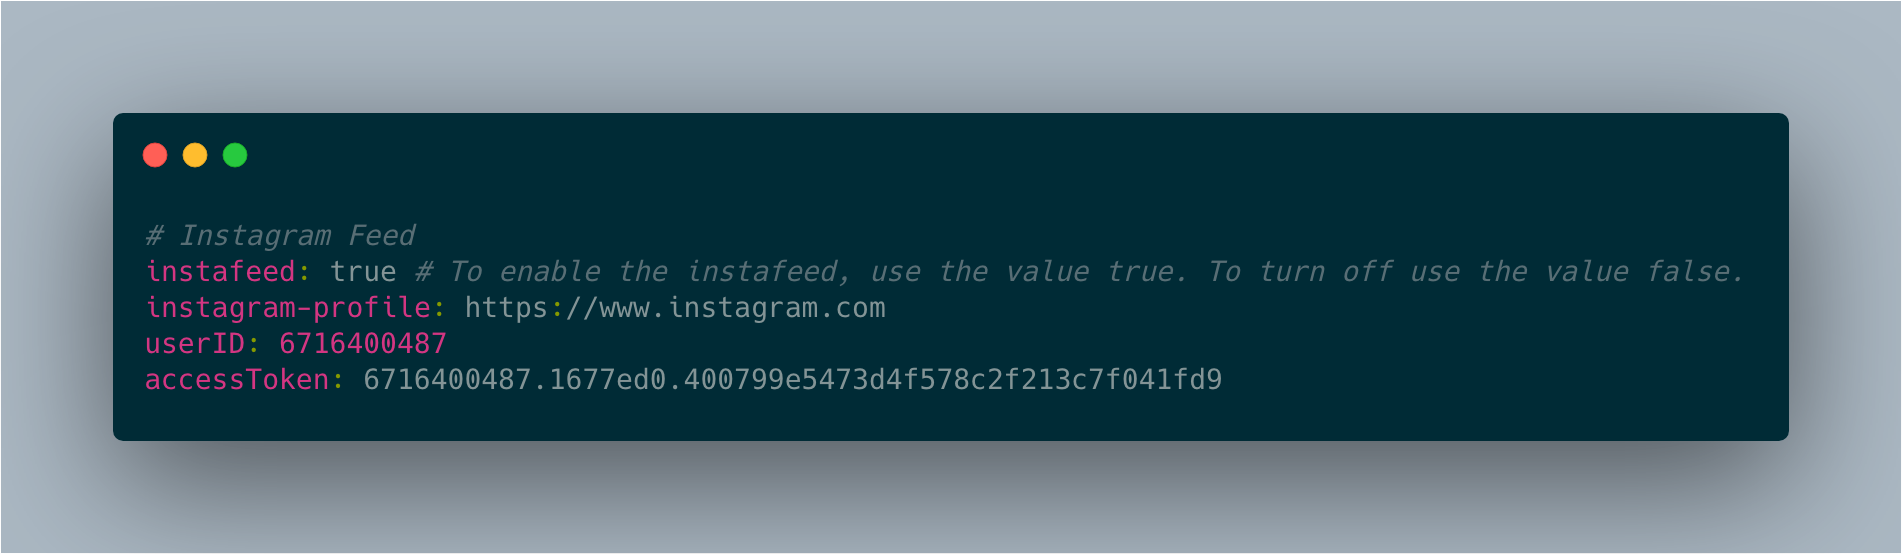 # Instagram Feed
instafeed: true # To enable the instafeed, use the value true. To turn off use the value false.
instagram-profile: https://www.instagram.com
userID: 6716400487
accessToken: 6716400487.1677ed0.400799e5473d4f578c2f213c7f041fd9